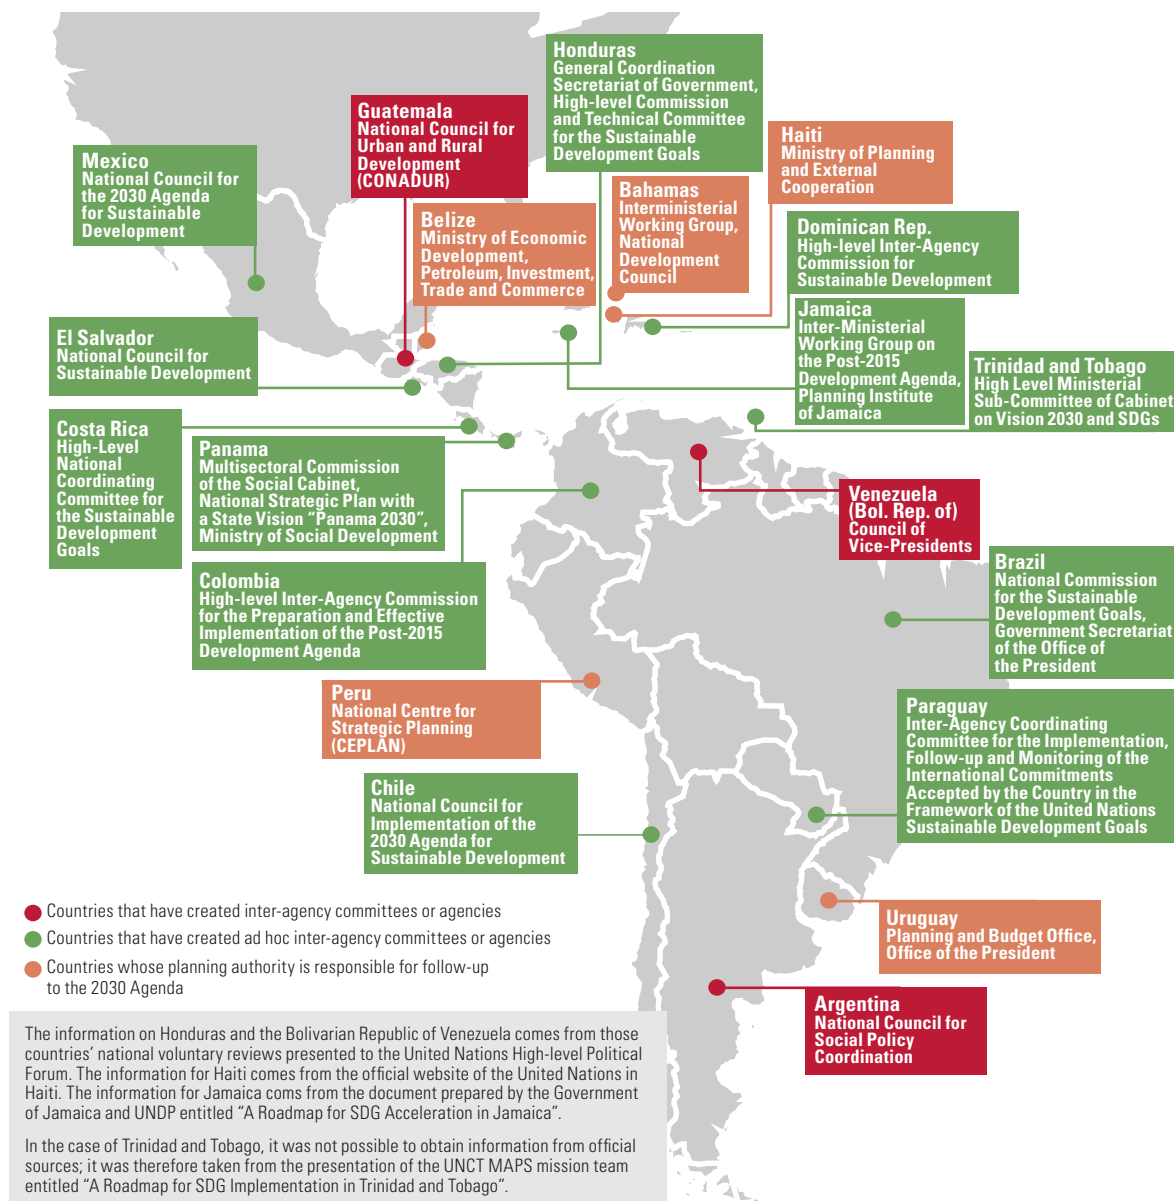 Honduras
General Coordination
Secretariat of Government,
High-level Commission
and Technical Committee
for the Sustainable
Development Goals
Guatemala
National Council for
Urban and Rural
Development
(CONADUR)
Haiti
Ministry of Planning
and External
Cooperation
Mexico
National Council for
the 2030 Agenda
for Sustainable
Development
Bahamas
Interministerial
Working Group,
National
Development
Council
Belize
Ministry of Economic
Development,
Petroleum, Investment,
Trade and Commerce
Dominican Rep.
High-level Inter-Agency
Commission for
Sustainable Development
Jamaica
Inter-Ministerial
Working Group on
the Post-2015
Development Agenda,
Planning Institute
of Jamaica
El Salvador
National Council for
Sustainable Development
Trinidad and Tobago
High Level Ministerial
Sub-Committee of Cabinet
on Vision 2030 and SDGs
Costa Rica
High-Level
National
Coordinating
Committee for
the Sustainable
Development
Goals
Panama
Multisectoral Commission
of the Social Cabinet,
National Strategic Plan with
a State Vision “Panama 2030”,
Ministry of Social Development
Venezuela
(Bol. Rep. of)
Council of
Vice-Presidents
Colombia
High-level Inter-Agency Commission
for the Preparation and Effective
Implementation of the Post-2015
Development Agenda
Brazil
National Commission
for the Sustainable
Development Goals,
Government Secretariat
of the Office of
the President
Peru
National Centre for
Strategic Planning
(CEPLAN)
Paraguay
Inter-Agency Coordinating
Committee for the Implementation,
Follow-up and Monitoring of the
International Commitments
Accepted by the Country in the
Framework of the United Nations
Sustainable Development Goals
Chile
National Council for
Implementation of the
2030 Agenda for
Sustainable Development
Uruguay
Planning and Budget Office,
Office of the President
Argentina
National Council for
Social Policy
Coordination
Countries that have created inter-agency committees or agencies
Countries that have created ad hoc inter-agency committees or agencies
Countries whose planning authority is responsible for follow-up
to the 2030 Agenda
The information on Honduras and the Bolivarian Republic of Venezuela comes from those
countries’ national voluntary reviews presented to the United Nations High-level Political
Forum. The information for Haiti comes from the official website of the United Nations in
Haiti. The information for Jamaica coms from the document prepared by the Government
of Jamaica and UNDP entitled “A Roadmap for SDG Acceleration in Jamaica”.
In the case of Trinidad and Tobago, it was not possible to obtain information from official
sources; it was therefore taken from the presentation of the UNCT MAPS mission team
entitled “A Roadmap for SDG Implementation in Trinidad and Tobago”.